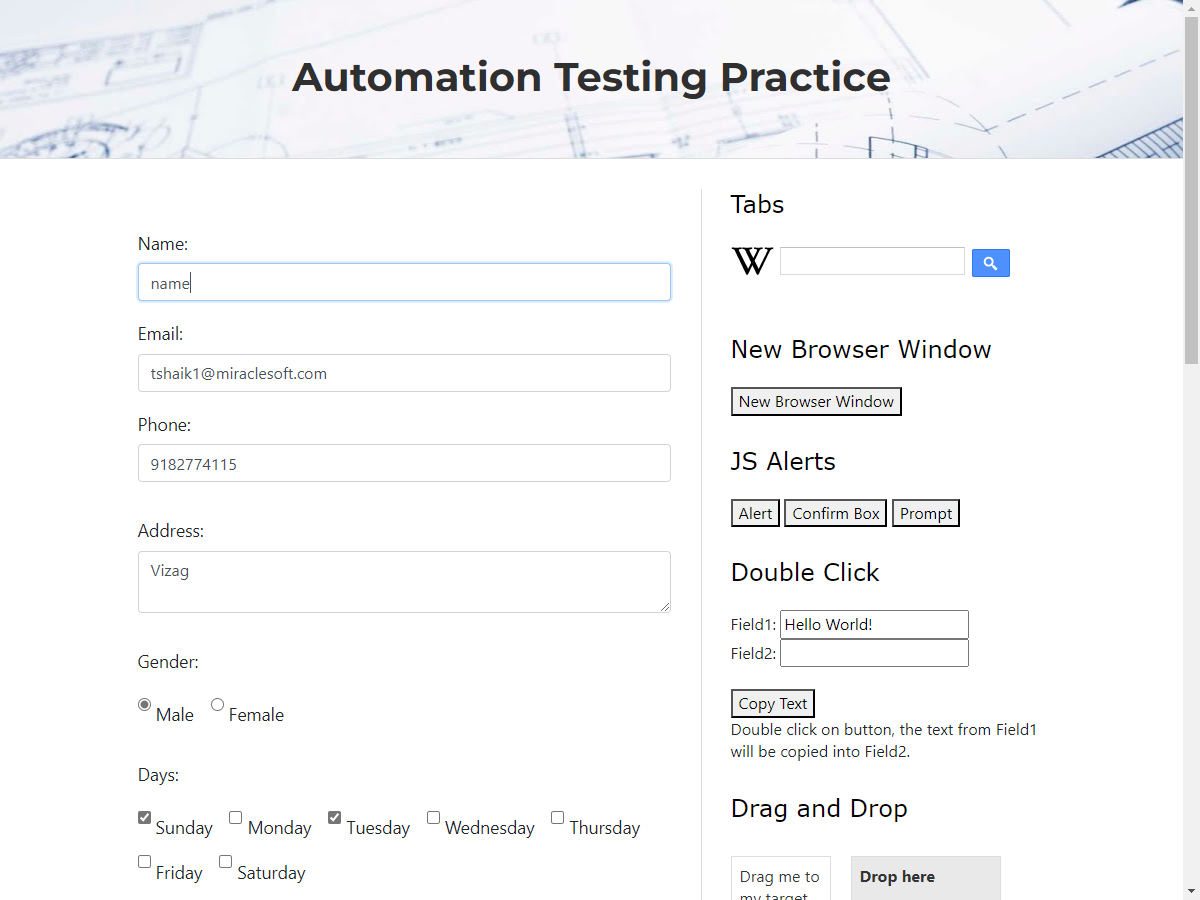 Automation Testing Practice
Name:
name
Email:
tshaik1@miraclesoft.com
Phone:
9182774115
Address:
Vizag
Gender:
Male Female
Days:
Sunday Monday Tuesday Wednesday Thursday
Friday Saturday
Tabs
W
New Browser Window
New Browser Window
JS Alerts
Alert Confirm Box Prompt
Double Click
Field1: Hello World!
Field2:
Copy Text
Double click on button, the text from Field1
will be copied into Field2.
Drag and Drop
Drag me to
my target
Drop here